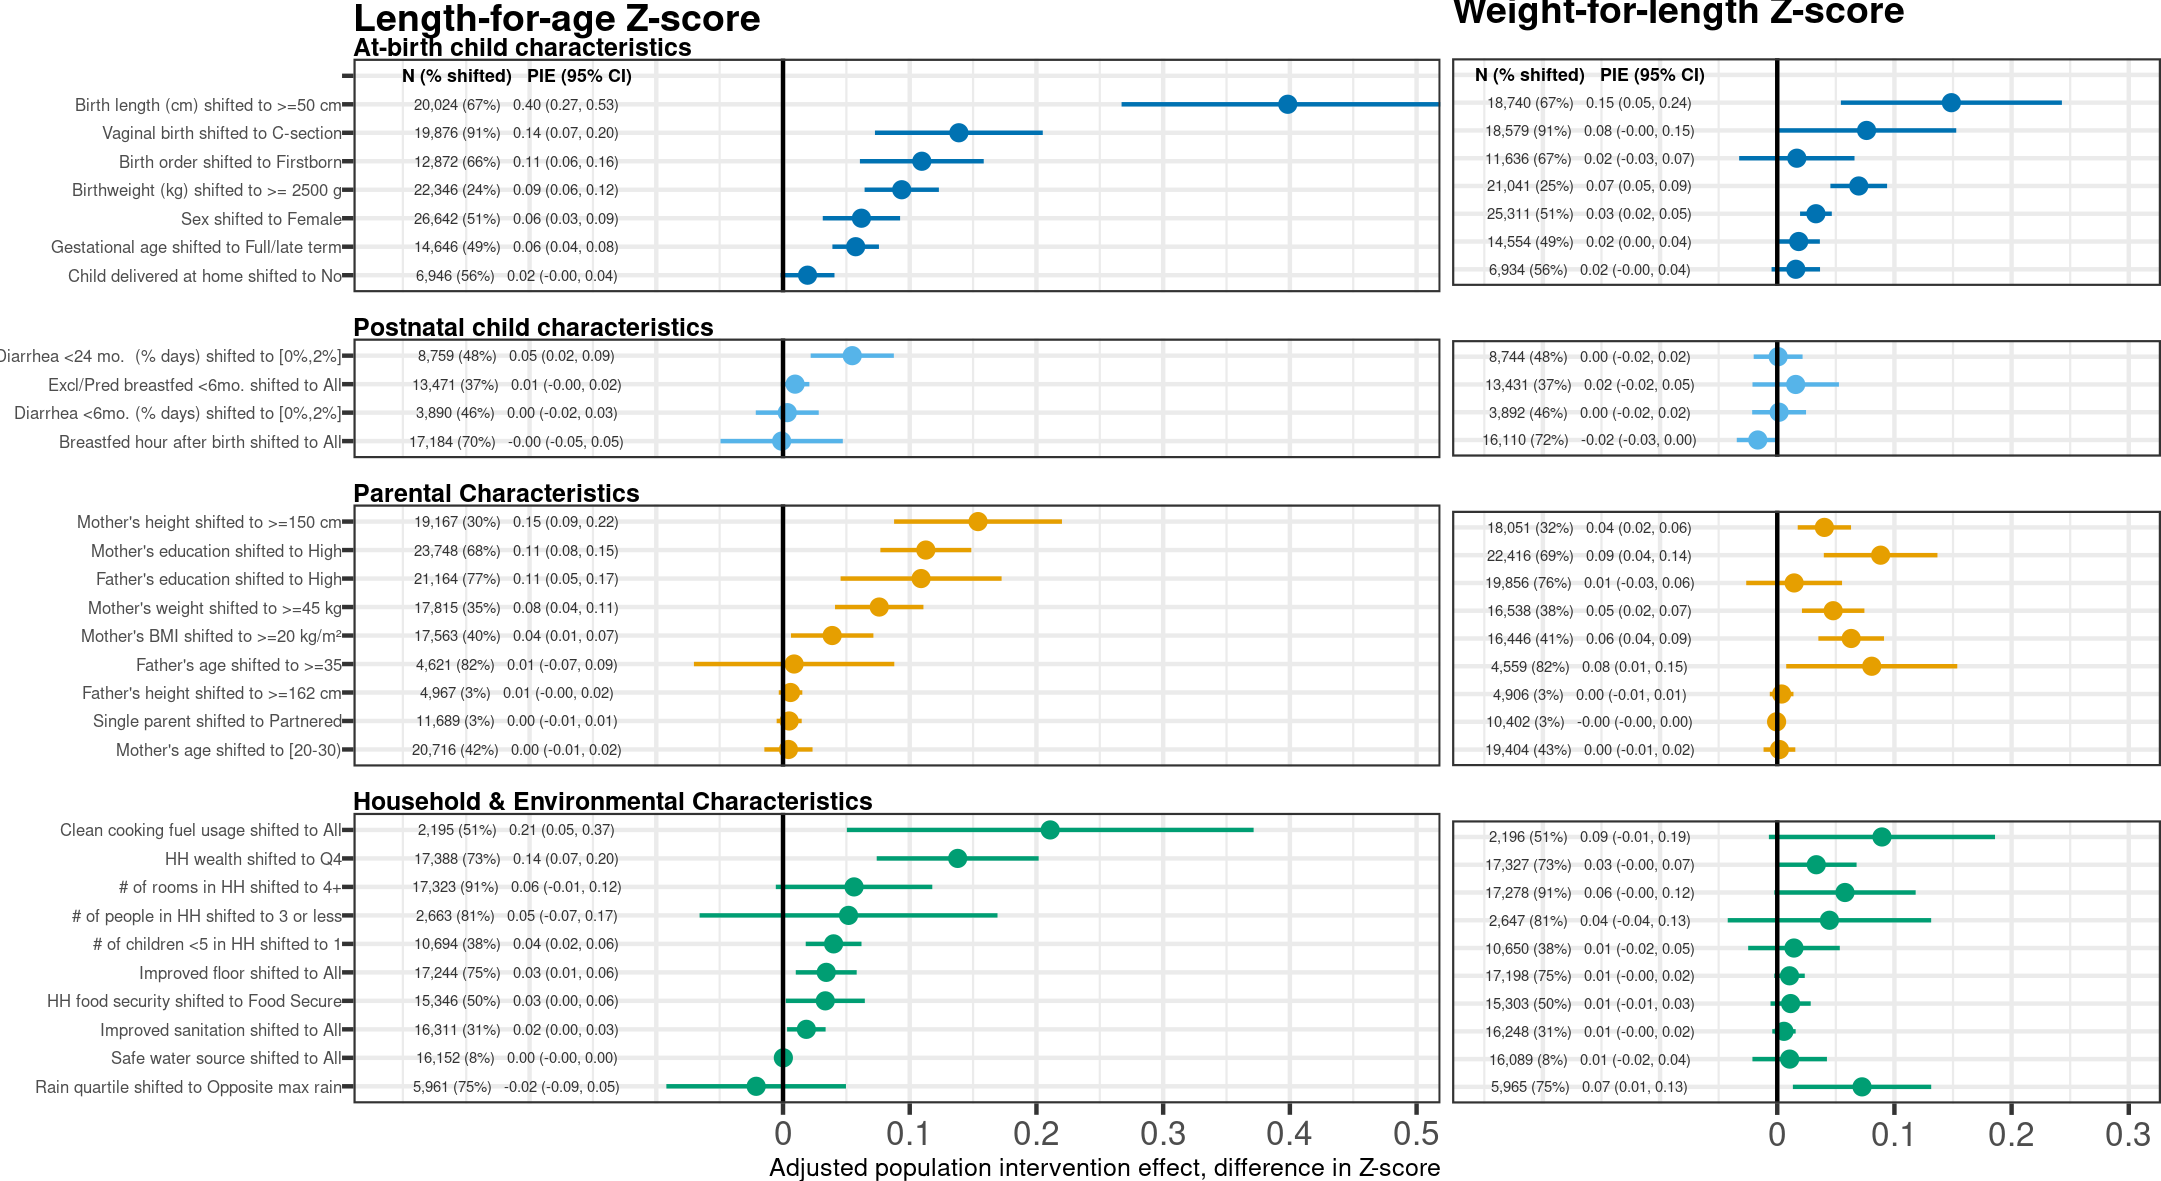 Length-for-age Z-score
Weight-for-length Z-score
At-birth child characteristics
N (% shifted) PIE (95% CI)
N (% shifted) PIE (95% CI)
Birth length (cm) shifted to >=50 cm 20,024 (67%) 0.40 (0.27, 0.53) 18,740 (67%) 0.15 (0.05, 0.24)
Vaginal birth shifted to C-section 19,876 (91%) 0.14 (0.07, 0.20) 18,579 (91%) 0.08 (-0.00, 0.15)
Birth order shifted to Firstborn 12,872 (66%) 0.11 (0.06, 0.16) 11,636 (67%) 0.02 (-0.03, 0.07)
Birthweight (kg) shifted to >= 2500 g 22,346 (24%) 0.09 (0.06, 0.12) 21,041 (25%) 0.07 (0.05, 0.09)
Sex shifted to Female 26,642 (51%) 0.06 (0.03, 0.09) 25,311 (51%) 0.03 (0.02, 0.05)
Gestational age shifted to Full/late term 14,646 (49%) 0.06 (0.04, 0.08) 14,554 (49%) 0.02 (0.00, 0.04)
Child delivered at home shifted to No 6,946 (56%) 0.02 (-0.00, 0.04) 6,934 (56%) 0.02 (-0.00, 0.04)
Postnatal child characteristics
Diarrhea <24 mo. (% days) shifted to [0%,2%] 8,759 (48%) 0.05 (0.02, 0.09) 8,744 (48%) 0.00 (-0.02, 0.02)
Excl/Pred breastfed <6mo. shifted to All 13,471 (37%) 0.01 (-0.00, 0.02) 13,431 (37%) 0.02 (-0.02, 0.05)
Diarrhea <6mo. (% days) shifted to [0%,2%] 3,890 (46%) 0.00 (-0.02, 0.03) 3,892 (46%) 0.00 (-0.02, 0.02)
Breastfed hour after birth shifted to All 17,184 (70%) -0.00 (-0.05, 0.05) 16,110 (72%) -0.02 (-0.03, 0.00)
Parental Characteristics
Mother's height shifted to >=150 cm 19,167 (30%) 0.15 (0.09, 0.22) 18,051 (32%) 0.04 (0.02, 0.06)
Mother's education shifted to High 23,748 (68%) 0.11 (0.08, 0.15) 22,416 (69%) 0.09 (0.04, 0.14)
Father's education shifted to High 21,164 (77%) 0.11 (0.05, 0.17) 19,856 (76%) 0.01 (-0.03, 0.06)
Mother's weight shifted to >=45 kg 17,815 (35%) 0.08 (0.04, 0.11) 16,538 (38%) 0.05 (0.02, 0.07)
Mother's BMI shifted to >=20 kg/m² 17,563 (40%) 0.04 (0.01, 0.07) 16,446 (41%) 0.06 (0.04, 0.09)
Father's age shifted to >=35 4,621 (82%) 0.01 (-0.07, 0.09) 4,559 (82%) 0.08 (0.01, 0.15)
Father's height shifted to >=162 cm 4,967 (3%) 0.01 (-0.00, 0.02) 4,906 (3%) 0.00 (-0.01, 0.01)
Single parent shifted to Partnered 11,689 (3%) 0.00 (-0.01, 0.01) 10,402 (3%) -0.00 (-0.00, 0.00)
Mother's age shifted to [20-30) 20,716 (42%) 0.00 (-0.01, 0.02) 19,404 (43%) 0.00 (-0.01, 0.02)
Household & Environmental Characteristics
Clean cooking fuel usage shifted to All 2,195 (51%) 0.21 (0.05, 0.37) 2,196 (51%) 0.09 (-0.01, 0.19)
HH wealth shifted to Q4 17,388 (73%) 0.14 (0.07, 0.20) 17,327 (73%) 0.03 (-0.00, 0.07)
# of rooms in HH shifted to 4+ 17,323 (91%) 0.06 (-0.01, 0.12) 17,278 (91%) 0.06 (-0.00, 0.12)
# of people in HH shifted to 3 or less 2,663 (81%) 0.05 (-0.07, 0.17) 2,647 (81%) 0.04 (-0.04, 0.13)
# of children <5 in HH shifted to 1 10,694 (38%) 0.04 (0.02, 0.06) 10,650 (38%) 0.01 (-0.02, 0.05)
Improved floor shifted to All 17,244 (75%) 0.03 (0.01, 0.06) 17,198 (75%) 0.01 (-0.00, 0.02)
HH food security shifted to Food Secure 15,346 (50%) 0.03 (0.00, 0.06) 15,303 (50%) 0.01 (-0.01, 0.03)
Improved sanitation shifted to All 16,311 (31%) 0.02 (0.00, 0.03) 16,248 (31%) 0.01 (-0.00, 0.02)
Safe water source shifted to All 16,152 (8%) 0.00 (-0.00, 0.00) 16,089 (8%) 0.01 (-0.02, 0.04)
Rain quartile shifted to Opposite max rain 5,961 (75%) -0.02 (-0.09, 0.05) 5,965 (75%) 0.07 (0.01, 0.13)
0 0.1 0.2 0.3 0.4 0.5
0 0.1 0.2 0.3
Adjusted population intervention effect, difference in Z-score